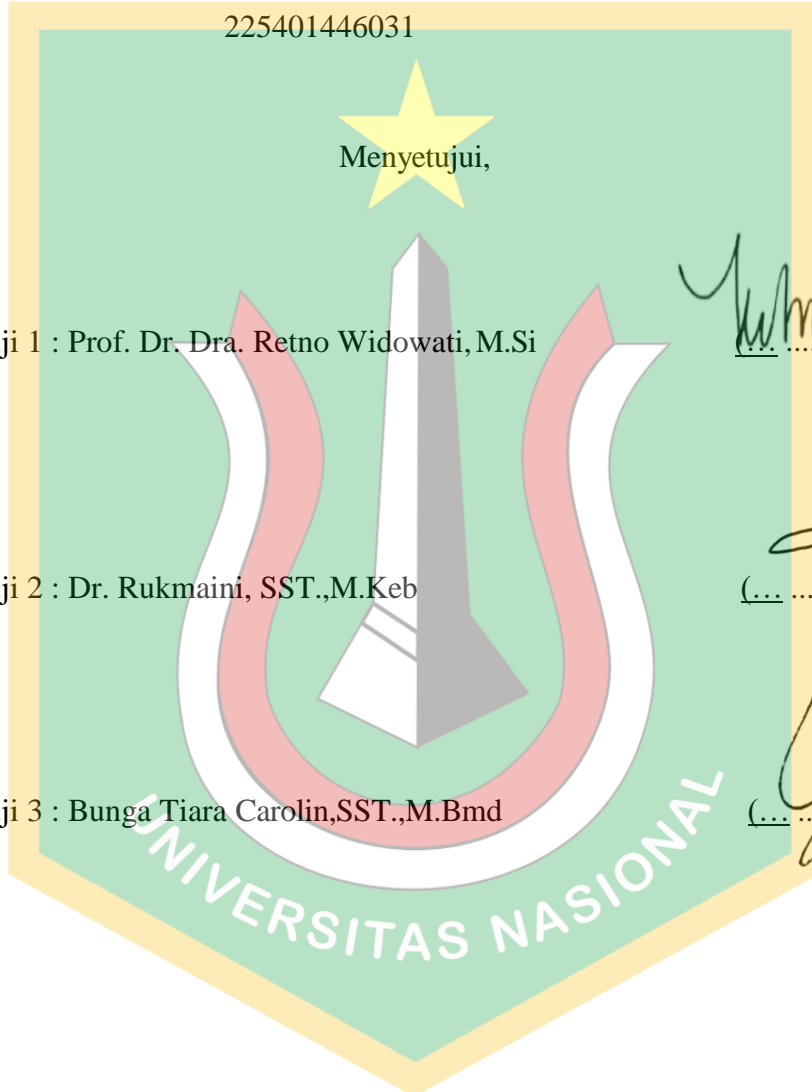 225401446031
Menyetujui,
ji 1 : Prof. Dr. Dra. Retno Widowati, M.Si (... ....
ji 2 : Dr. Rukmaini, SST.,M.Keb (... ...
ji 3 : Bunga Tiara Carolin,SST.,M.Bmd (... ..
UNIVERSITAS NASIONAL